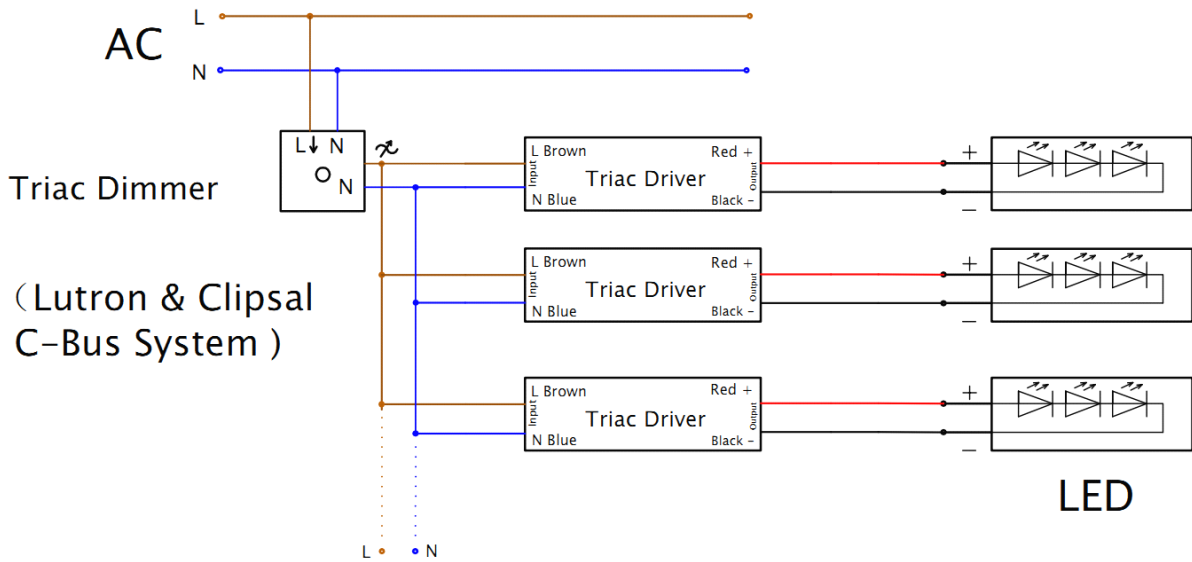 L
AC
N
L N
N
Triac Dimmer
（Lutron & Clipsal
C-Bus System )
L Brown
Input
N Blue
Triac Driver
Red +
Output
Black -
+
−
L Brown
Input
N Blue
Triac Driver
Red +
Output
Black -
+
−
L Brown
Input
N Blue
Triac Driver
Red +
Output
Black -
+
−
LED
L N